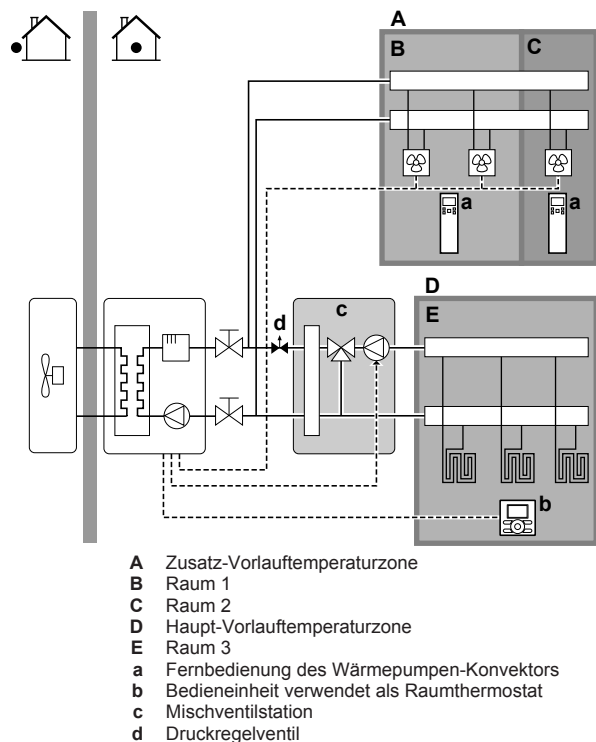 A
B C
a a
D
E
c
d
b
A Zusatz-Vorlauftemperaturzone
B Raum 1
C Raum 2
D Haupt-Vorlauftemperaturzone
E Raum 3
a Fernbedienung des Wärmepumpen-Konvektors
b Bedieneinheit verwendet als Raumthermostat
c Mischventilstation
d Druckregelventil